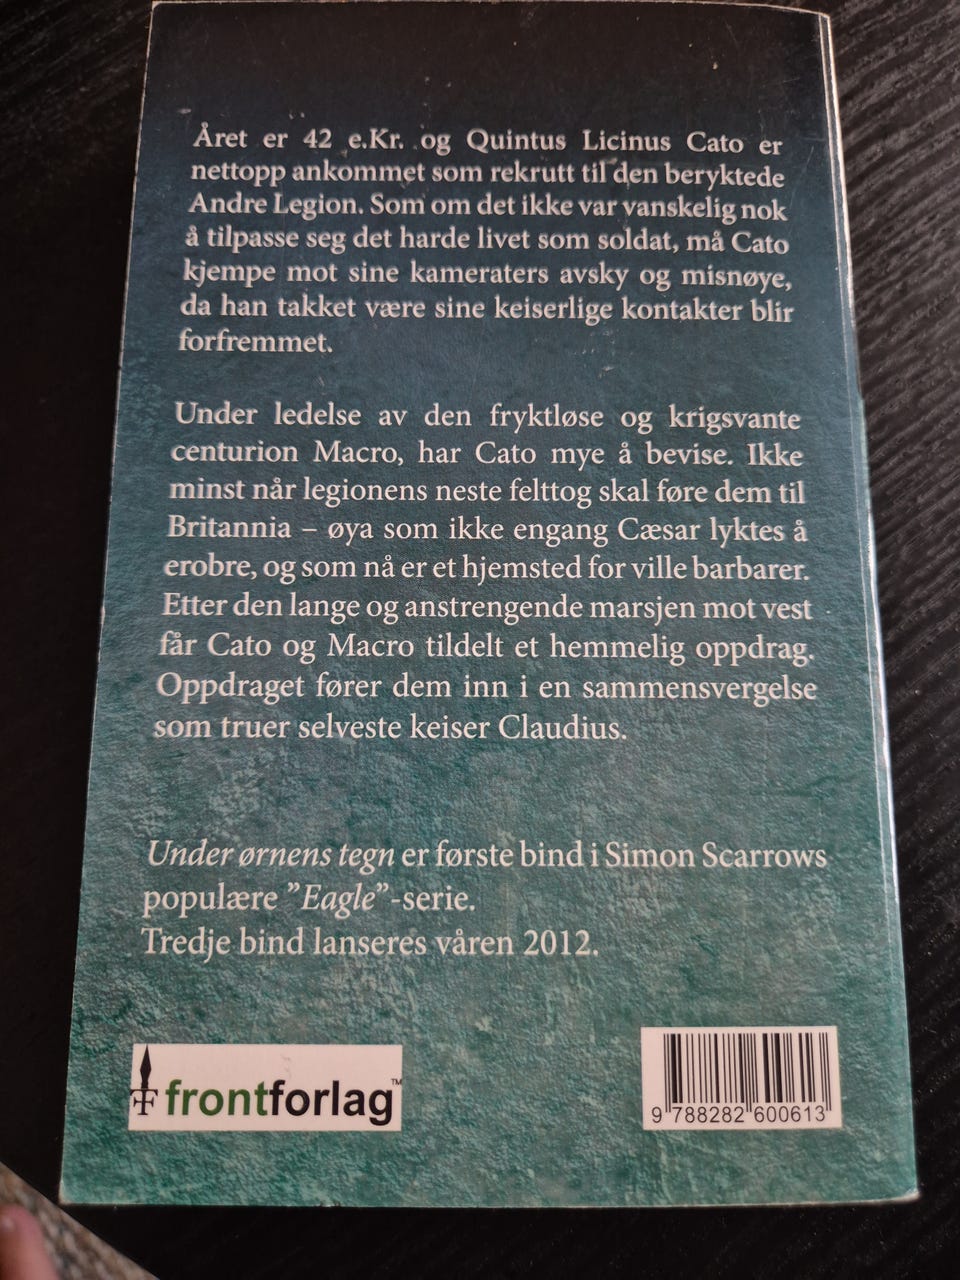 Året er 42 e.Kr. og Quintus Licinus Cato er
nettopp ankommet som rekrutt til den beryktede
Andre Legion. Som om det ikke var vanskelig nok
å tilpasse seg det harde livet som soldat, må Cato
kjempe mot sine kameraters avsky og misnøye,
da han takket være sine keiserlige kontakter blir
forfremmet.
Under ledelse av den fryktløse og krigsvante
centurion Macro, har Cato mye å bevise. Ikke
minst når legionens neste felttog skal føre dem til
Britannia – øya som ikke engang Cæsar lyktes å
erobre, og som nå er et hjemsted for ville barbarer.
Etter den lange og anstrengende marsjen mot vest
får Cato og Macro tildelt et hemmelig oppdrag.
Oppdraget fører dem inn i en sammensvergelse
som truer selveste keiser Claudius.
Under ørnens tegn er første bind i Simon Scarrows
populære ”Eagle”-serie.
Tredje bind lanseres våren 2012.
frontforlag™
9 788282 600613